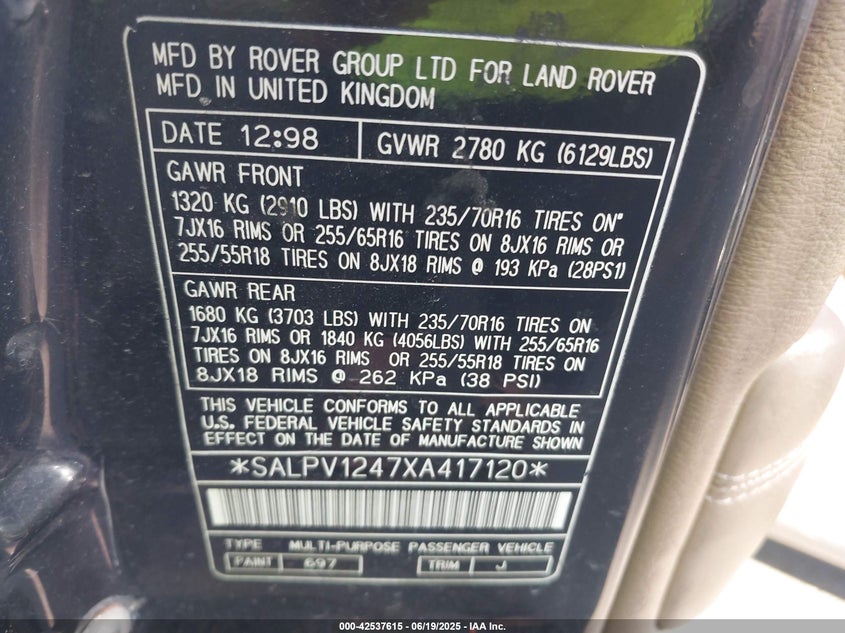 MFD BY ROVER GROUP LTD FOR LAND ROVER
MFD IN UNITED KINGDOM
DATE 12:98
GVWR 2780 KG (6129LBS)
GAWR FRONT
1320 KG (2910 LBS) WITH 235/70R16 TIRES ON"
7JX16 RIMS OR 255/65R16 TIRES ON 8JX16 RIMS OR
255/55R18 TIRES ON 8JX18 RIMS @ 193 KPa (28PS1)
GAWR REAR
1680 KG (3703 LBS) WITH 235/70R16 TIRES ON
7JX16 RIMS OR 1840 KG (4056LBS) WITH 255/65R16
TIRES ON 8JX16 RIMS OR 255/55R18 TIRES ON
8JX18 RIMS @ 262 KPa (38 PSI)
THIS VEHICLE CONFORMS TO ALL APPLICABLE
U.S. FEDERAL VEHICLE SAFETY STANDARDS IN
EFFECT ON THE DATE OF MANUFACTURE SHOWN
*SALPV1247XA417120*
TYPE MULTI-PURPOSE PASSENGER VEHICLE
PAINT 697 TRIM J
000-42537615 - 06/19/2025 - IAA Inc.